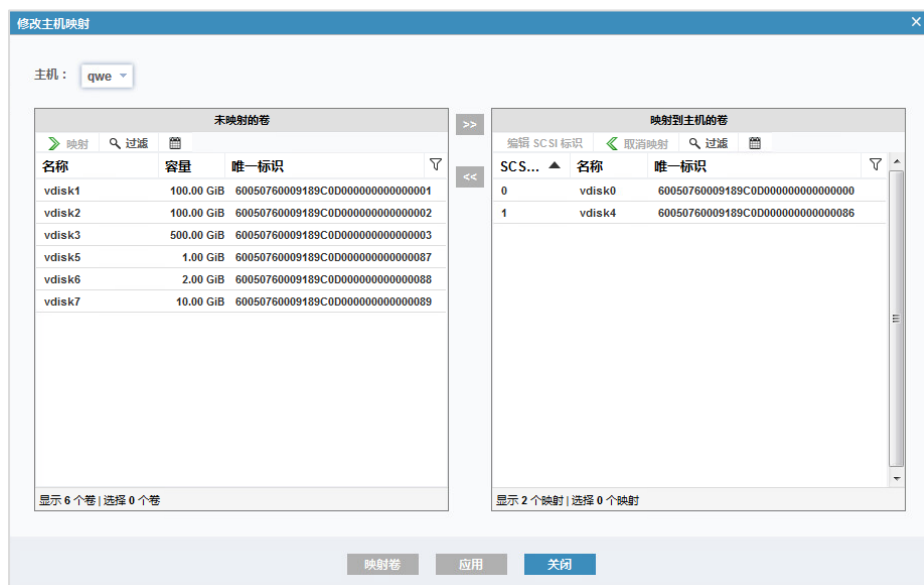 修改主机映射
主机： qwe
未映射的卷
映射 过滤
名称 容量 唯一标识
vdisk1 100.00 GiB 60050760009189C0D000000000000001
vdisk2 100.00 GiB 60050760009189C0D000000000000002
vdisk3 500.00 GiB 60050760009189C0D000000000000003
vdisk5 1.00 GiB 60050760009189C0D000000000000087
vdisk6 2.00 GiB 60050760009189C0D000000000000088
vdisk7 10.00 GiB 60050760009189C0D000000000000089
显示 6 个卷 | 选择 0 个卷
>>
<<
映射到主机的卷
编辑 SCSI 标识 取消映射 过滤
SCS... 名称 唯一标识
0 vdisk0 60050760009189C0D000000000000000
1 vdisk4 60050760009189C0D000000000000086
显示 2 个映射 | 选择 0 个映射
映射卷 应用 关闭